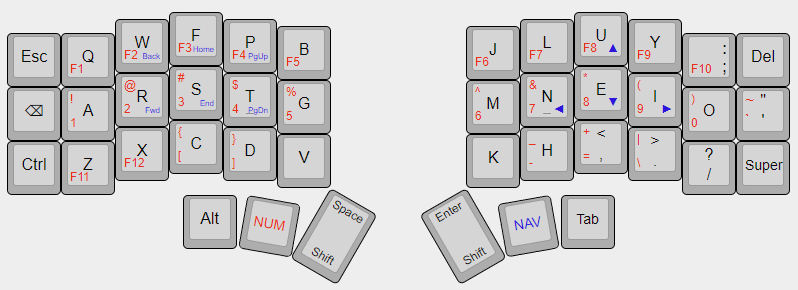 Esc
Q
F1
W
F2 Back
F
F3 Home
P
F4 PgUp
B
F5
J
F6
L
F7
U
F8 ▲
Y
F9
:
F10 ;
Del
⌫
!
A
1
@
R
2 Fwd
#
S
3 End
$
T
4 PgDn
%
G
5
^
M
6
&
N
7 _ ◄
*
E
8 ▼
(
I
9 ►
)
O
0
~ "
` '
Ctrl
Z
F11
X
F12
{
C
[
}
D
]
V
K
_
H
-
+ <
= ,
| >
\ .
?
/
Super
Alt
NUM
Space
Shift
Enter
Shift
NAV
Tab